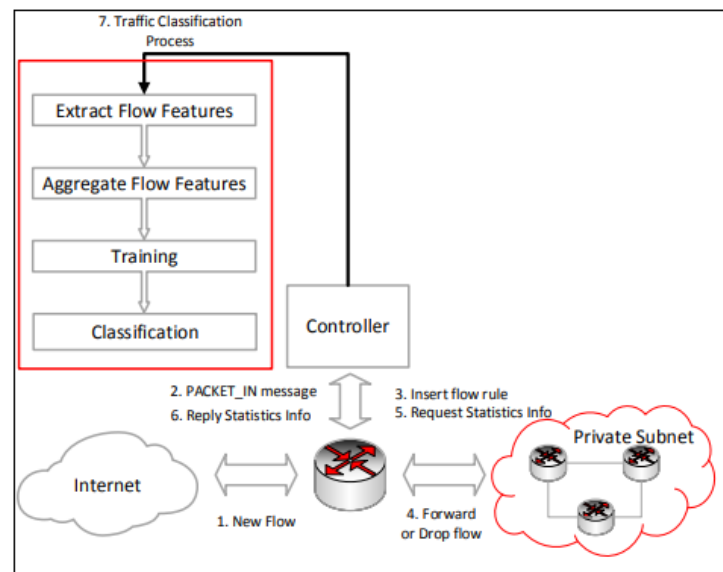 7. Traffic Classification
Process
Extract Flow Features
Aggregate Flow Features
Training
Classification
Controller
2. PACKET_IN message
6. Reply Statistics Info
3. Insert flow rule
5. Request Statistics Info
Internet
1. New Flow
4. Forward
or Drop flow
Private Subnet